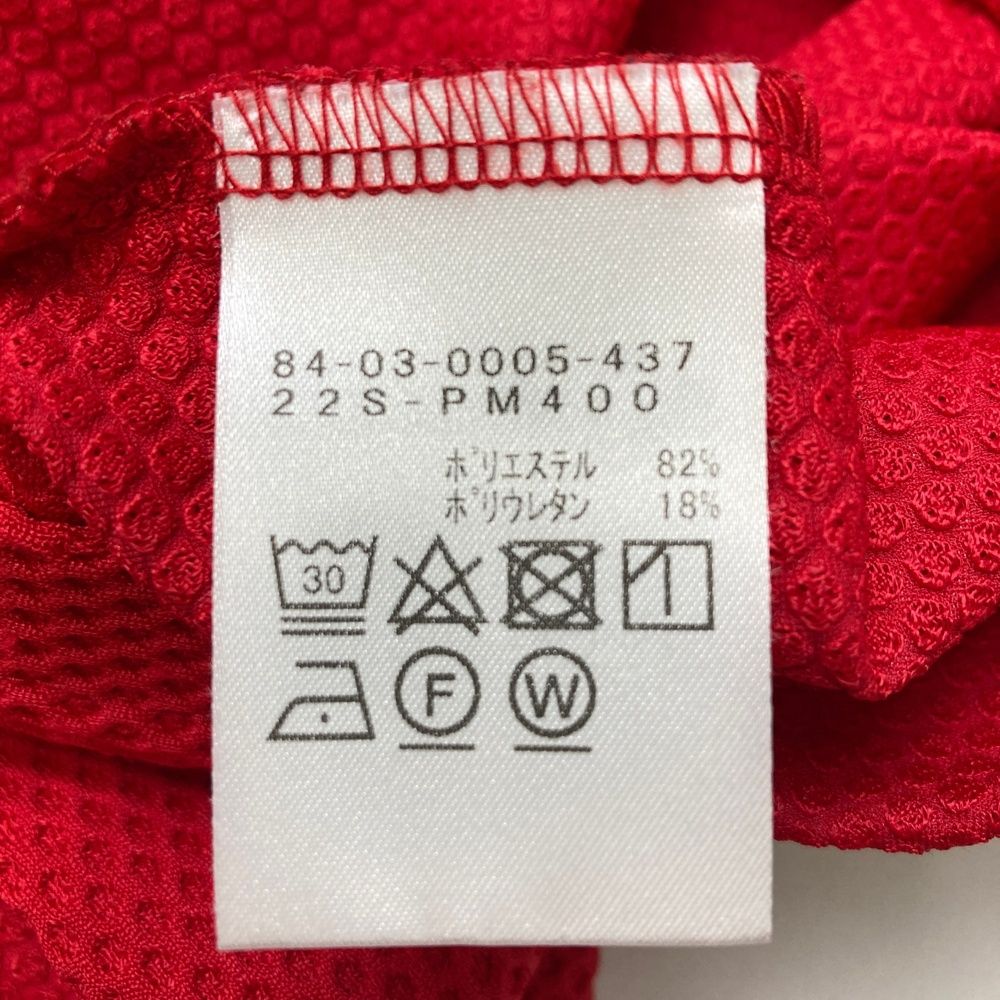 84-03-0005-437
22S-PM400
ポリエステル 82%
ポリウレタン 18%
30
F W